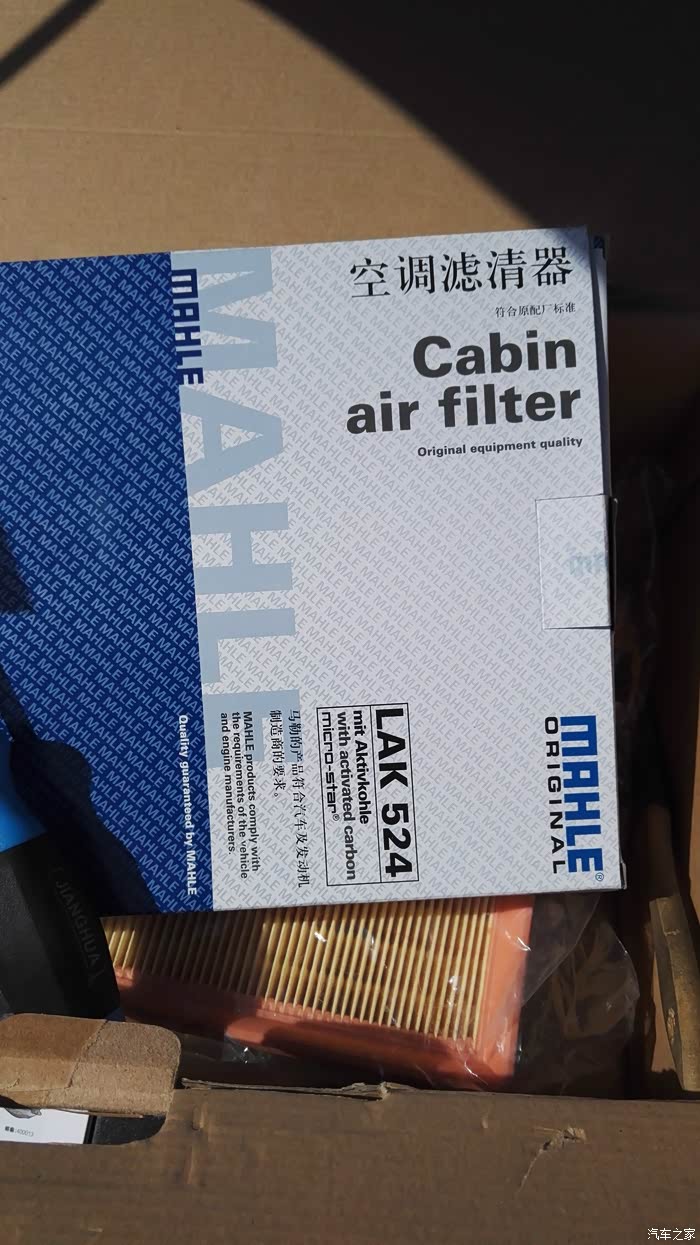 空调滤清器
符合原配厂标准
Cabin
air filter
Original equipment quality
MAHLE
MAHLE
MAHLE
ORIGINAL
LAK 524
mit Aktivkohle
with activated carbon
micro-star®
马勒的产品符合汽车及发动机
制造商的要求。
MAHLE products comply with
the requirements of the vehicle
and engine manufacturers.
Quality guaranteed by MAHLE
JIANGHUA
汽车之家